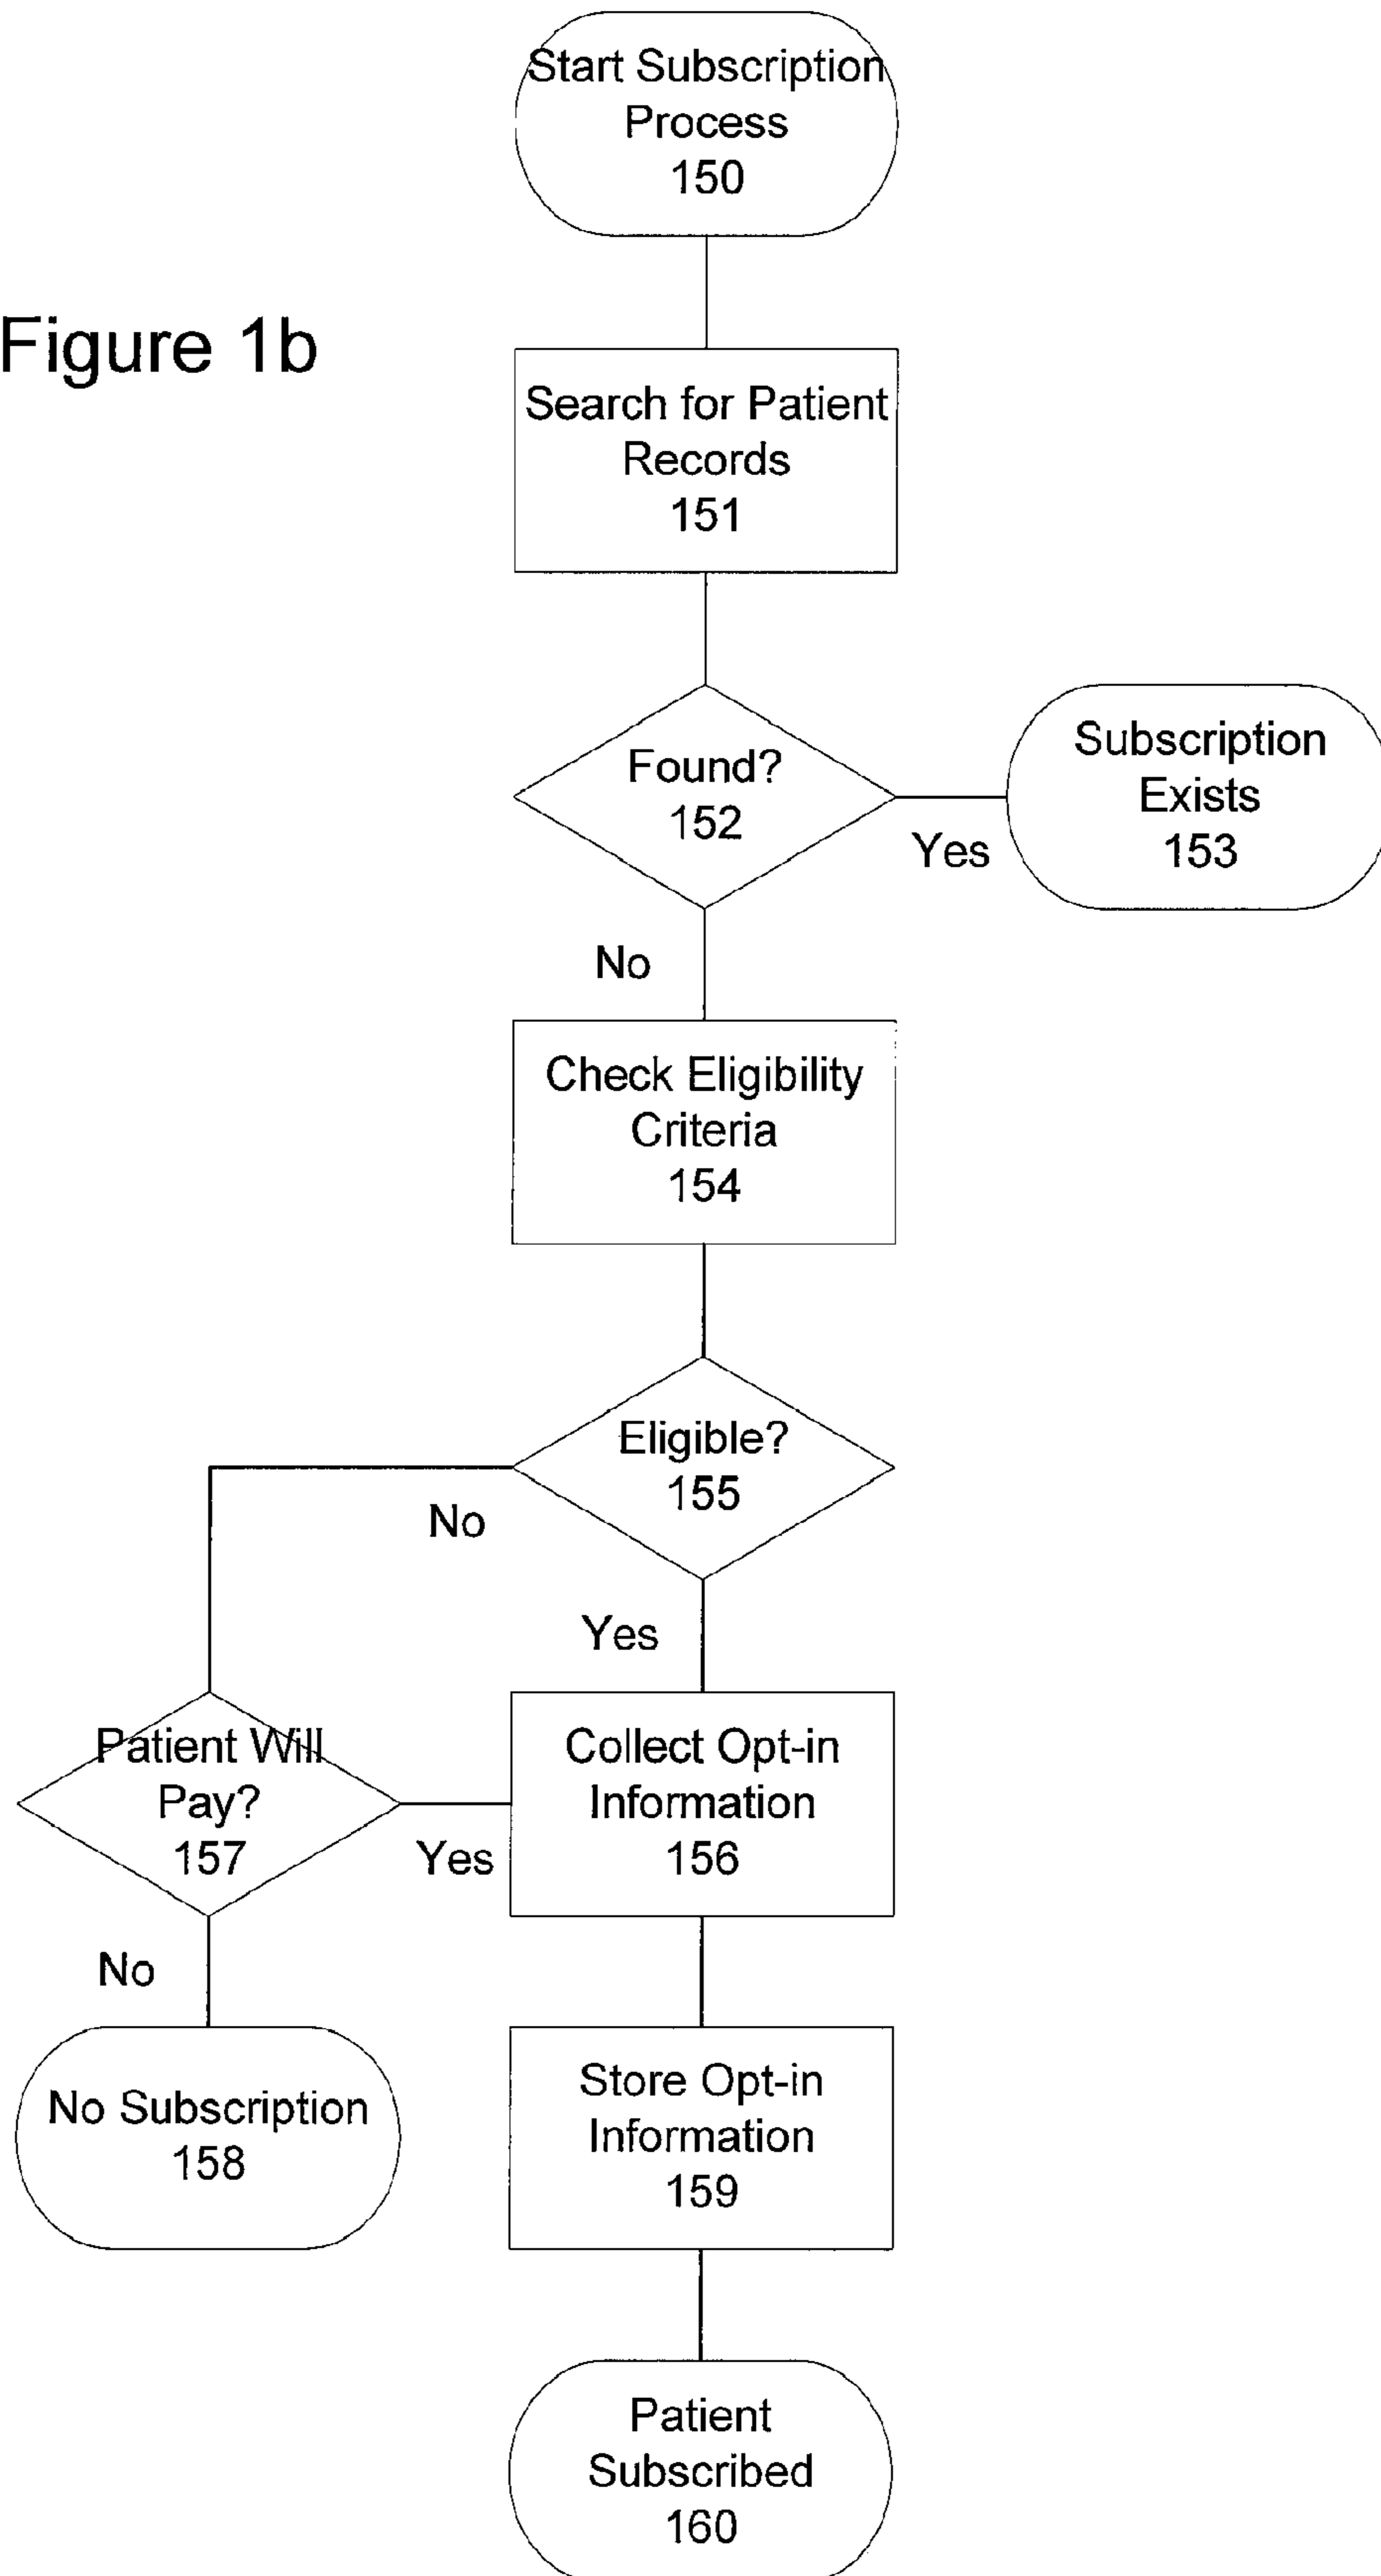 Start Subscription
Process
150
Figure 1b
Search for Patient
Records
151
Found?
152
Yes
Subscription
Exists
153
No
Check Eligibility
Criteria
154
Eligible?
155
No
Yes
Patient Will
Pay?
157
Yes
Collect Opt-in
Information
156
No
No Subscription
158
Store Opt-in
Information
159
Patient
Subscribed
160